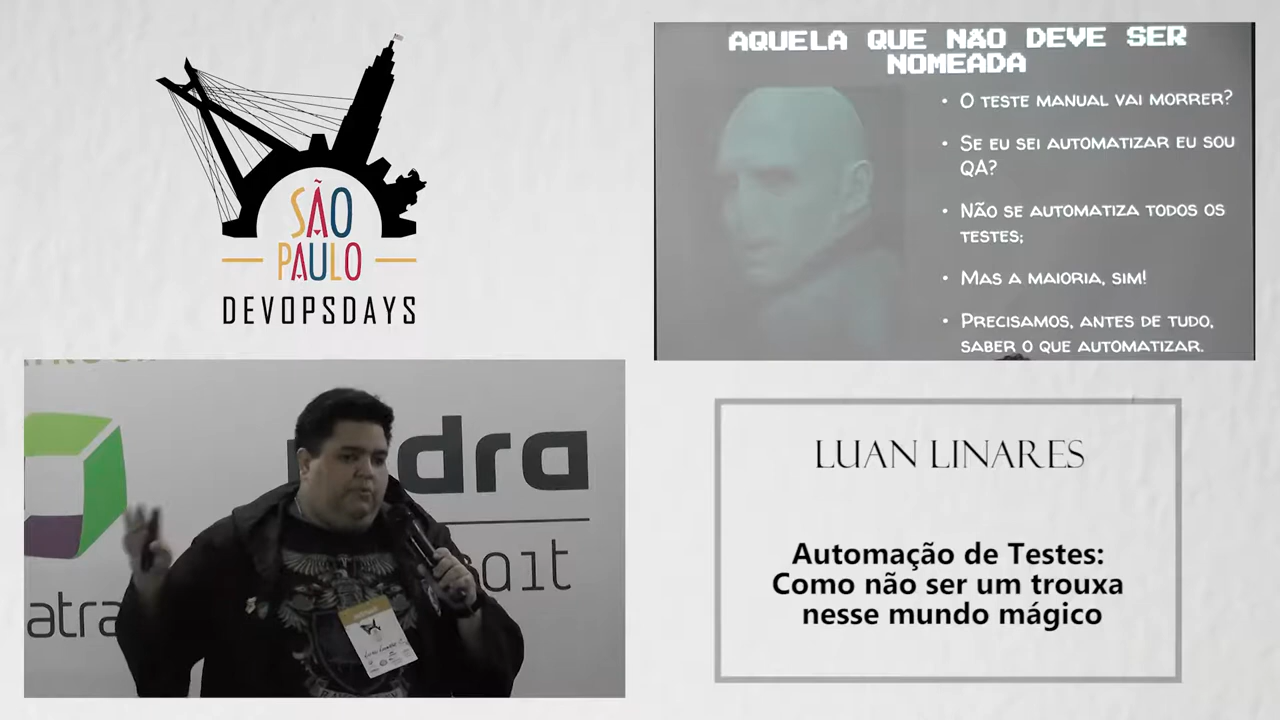 SÃO
PAULO
DEVOPSDAYS
AQUELA QUE NÃO DEVE SER
NOMEADA
• O TESTE MANUAL VAI MORRER?
• SE EU SEI AUTOMATIZAR EU SOU
QA?
• NÃO SE AUTOMATIZA TODOS OS
TESTES;
• MAS A MAIORIA, SIM!
• PRECISAMOS, ANTES DE TUDO,
SABER O QUE AUTOMATIZAR.
dra
atra
LUAN LINARES
Automação de Testes:
Como não ser um trouxa
nesse mundo mágico